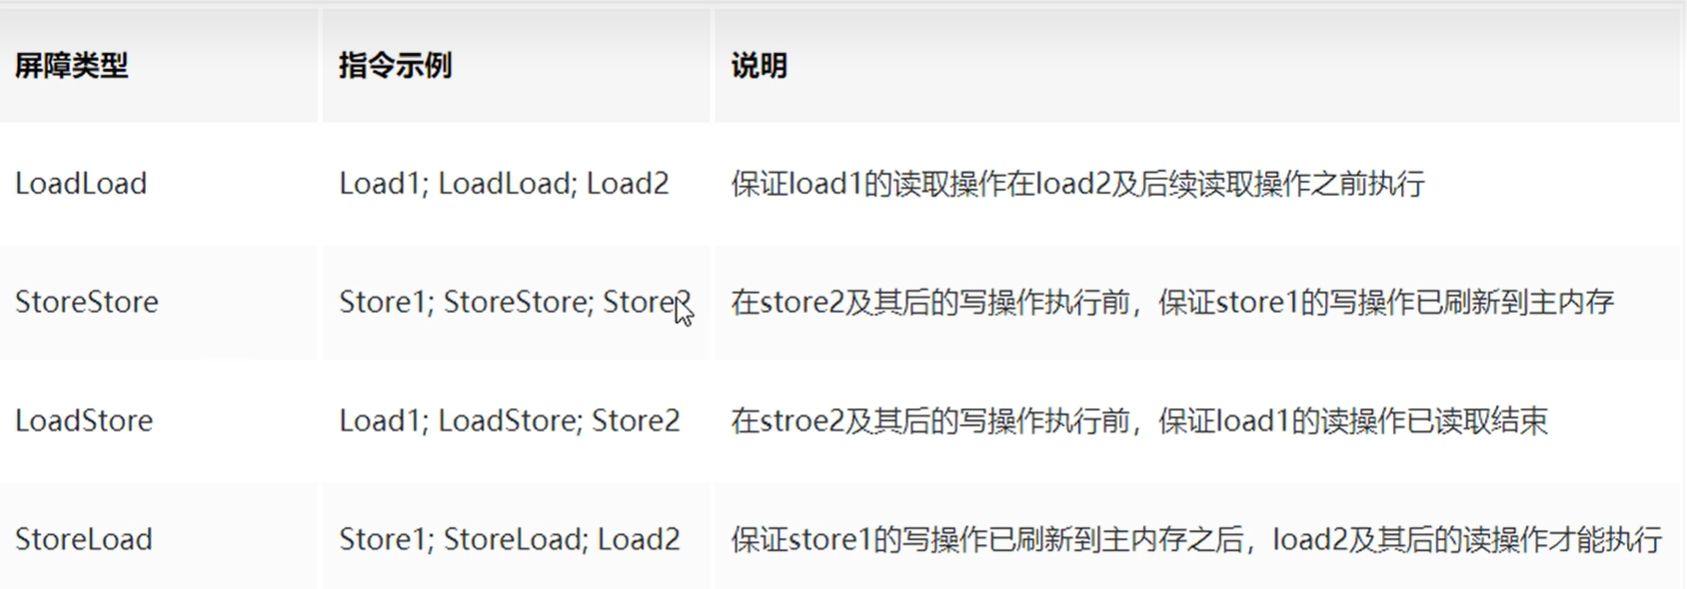 屏障类型 指令示例 说明
LoadLoad Load1; LoadLoad; Load2 保证load1的读取操作在load2及后续读取操作之前执行
StoreStore Store1; StoreStore; Store2 在store2及其后的写操作执行前，保证store1的写操作已刷新到主内存
LoadStore Load1; LoadStore; Store2 在stroe2及其后的写操作执行前，保证load1的读操作已读取结束
StoreLoad Store1; StoreLoad; Load2 保证store1的写操作已刷新到主内存之后，load2及其后的读操作才能执行